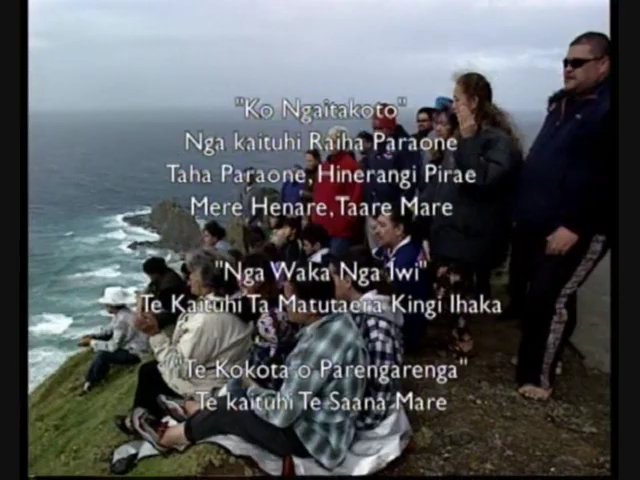 "Ko Ngaitakoto"
Nga kaituhi Raiha Paraone
Taha Paraone, Hinerangi Pirae
Mere Henare, Taare Mare
"Nga Waka Nga Iwi"
Te Kaituhi Ta Matutaera Kingi Ihaka
"Te Kokota o Parengarenga"
Te kaituhi Te Saana Mare